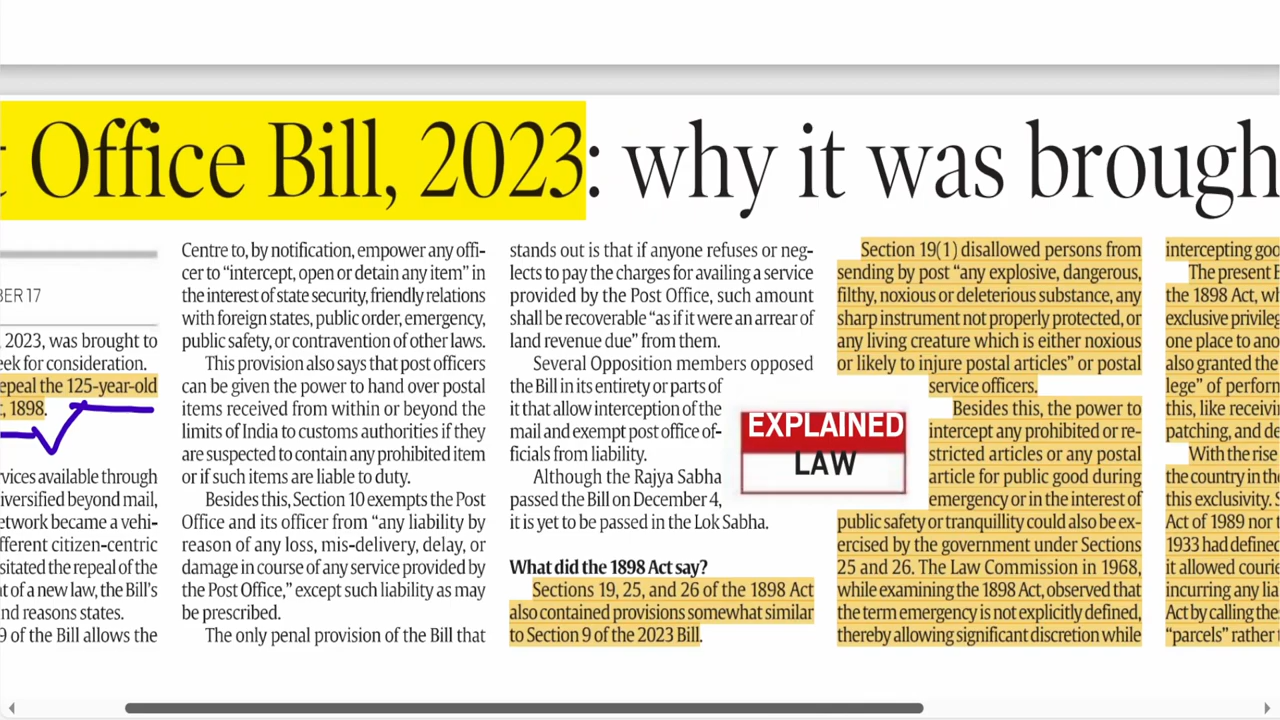 Office Bill, 2023: why it was brough
BER 17
, 2023, was brought to
eek for consideration.
epeal the 125-year-old
t, 1898.
rvices available through
iversified beyond mail,
etwork became a vehi-
fferent citizen-centric
sitated the repeal of the
at of a new law, the Bill’s
nd reasons states.
9 of the Bill allows the
Centre to, by notification, empower any offi-
cer to “intercept, open or detain any item” in
the interest of state security, friendly relations
with foreign states, public order, emergency,
public safety, or contravention of other laws.
This provision also says that post officers
can be given the power to hand over postal
items received from within or beyond the
limits of India to customs authorities if they
are suspected to contain any prohibited item
or if such items are liable to duty.
Besides this, Section 10 exempts the Post
Office and its officer from “any liability by
reason of any loss, mis-delivery, delay, or
damage in course of any service provided by
the Post Office,” except such liability as may
be prescribed.
The only penal provision of the Bill that
stands out is that if anyone refuses or neg-
lects to pay the charges for availing a service
provided by the Post Office, such amount
shall be recoverable “as if it were an arrear of
land revenue due” from them.
Several Opposition members opposed
the Bill in its entirety or parts of
it that allow interception of the
mail and exempt post office of-
ficials from liability.
Although the Rajya Sabha
passed the Bill on December 4,
it is yet to be passed in the Lok Sabha.
What did the 1898 Act say?
Sections 19, 25, and 26 of the 1898 Act
also contained provisions somewhat similar
to Section 9 of the 2023 Bill.
EXPLAINED
LAW
Section 19(1) disallowed persons from
sending by post “any explosive, dangerous,
filthy, noxious or deleterious substance, any
sharp instrument not properly protected, or
any living creature which is either noxious
or likely to injure postal articles” or postal
service officers.
Besides this, the power to
intercept any prohibited or re-
stricted articles or any postal
article for public good during
emergency or in the interest of
public safety or tranquillity could also be ex-
ercised by the government under Sections
25 and 26. The Law Commission in 1968,
while examining the 1898 Act, observed that
the term emergency is not explicitly defined,
thereby allowing significant discretion while
intercepting goo
The present B
the 1898 Act, wh
exclusive privileg
one place to ano
also granted the
lege” of perform
this, like receivi
patching, and de
With the rise
the country in the
this exclusivity. S
Act of 1989 nor t
1933 had defined
it allowed courie
incurring any lia
Act by calling the
“parcels” rather t